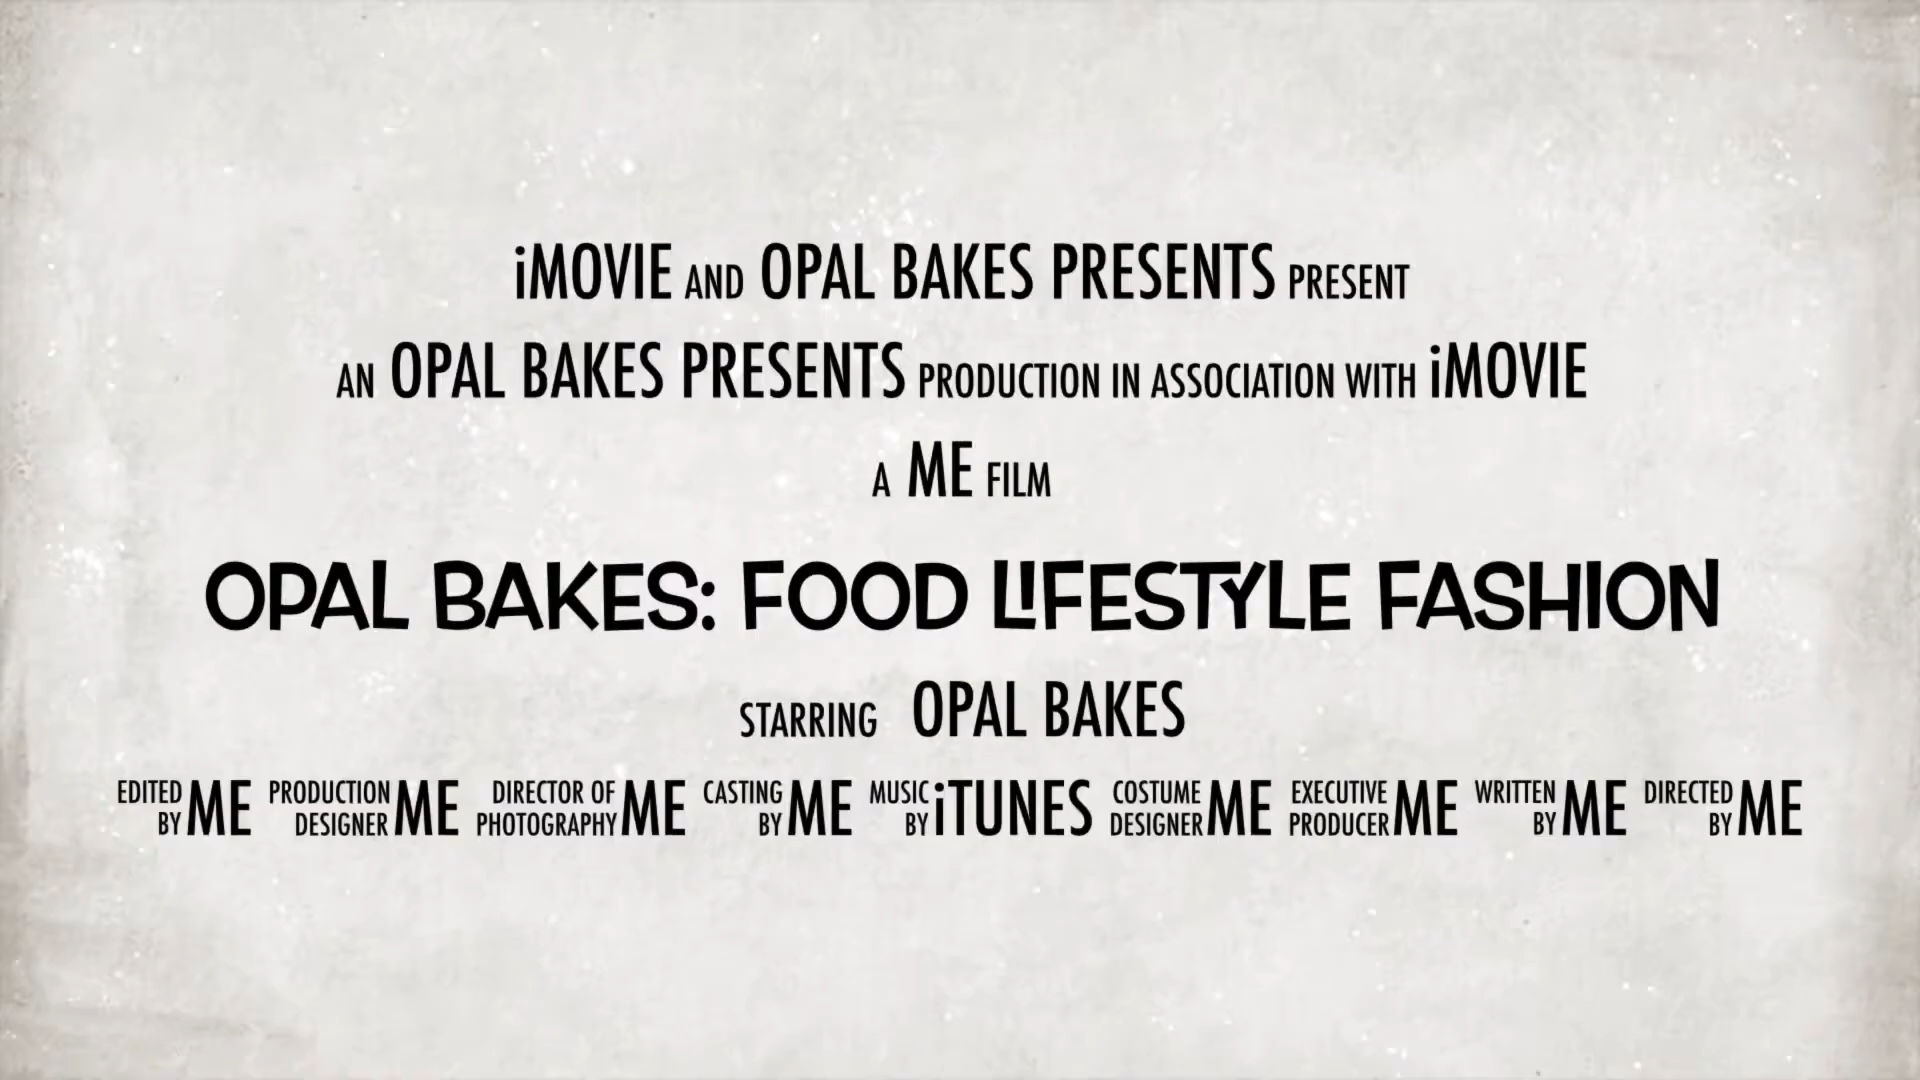 iMOVIE AND OPAL BAKES PRESENTS PRESENT
AN OPAL BAKES PRESENTS PRODUCTION IN ASSOCIATION WITH iMOVIE
A ME FILM
OPAL BAKES: FOOD LIFESTYLE FASHION
STARRING OPAL BAKES
EDITED BY ME PRODUCTION DESIGNER ME DIRECTOR OF PHOTOGRAPHY ME CASTING BY ME MUSIC BY iTUNES COSTUME DESIGNER ME EXECUTIVE PRODUCER ME WRITTEN BY ME DIRECTED BY ME